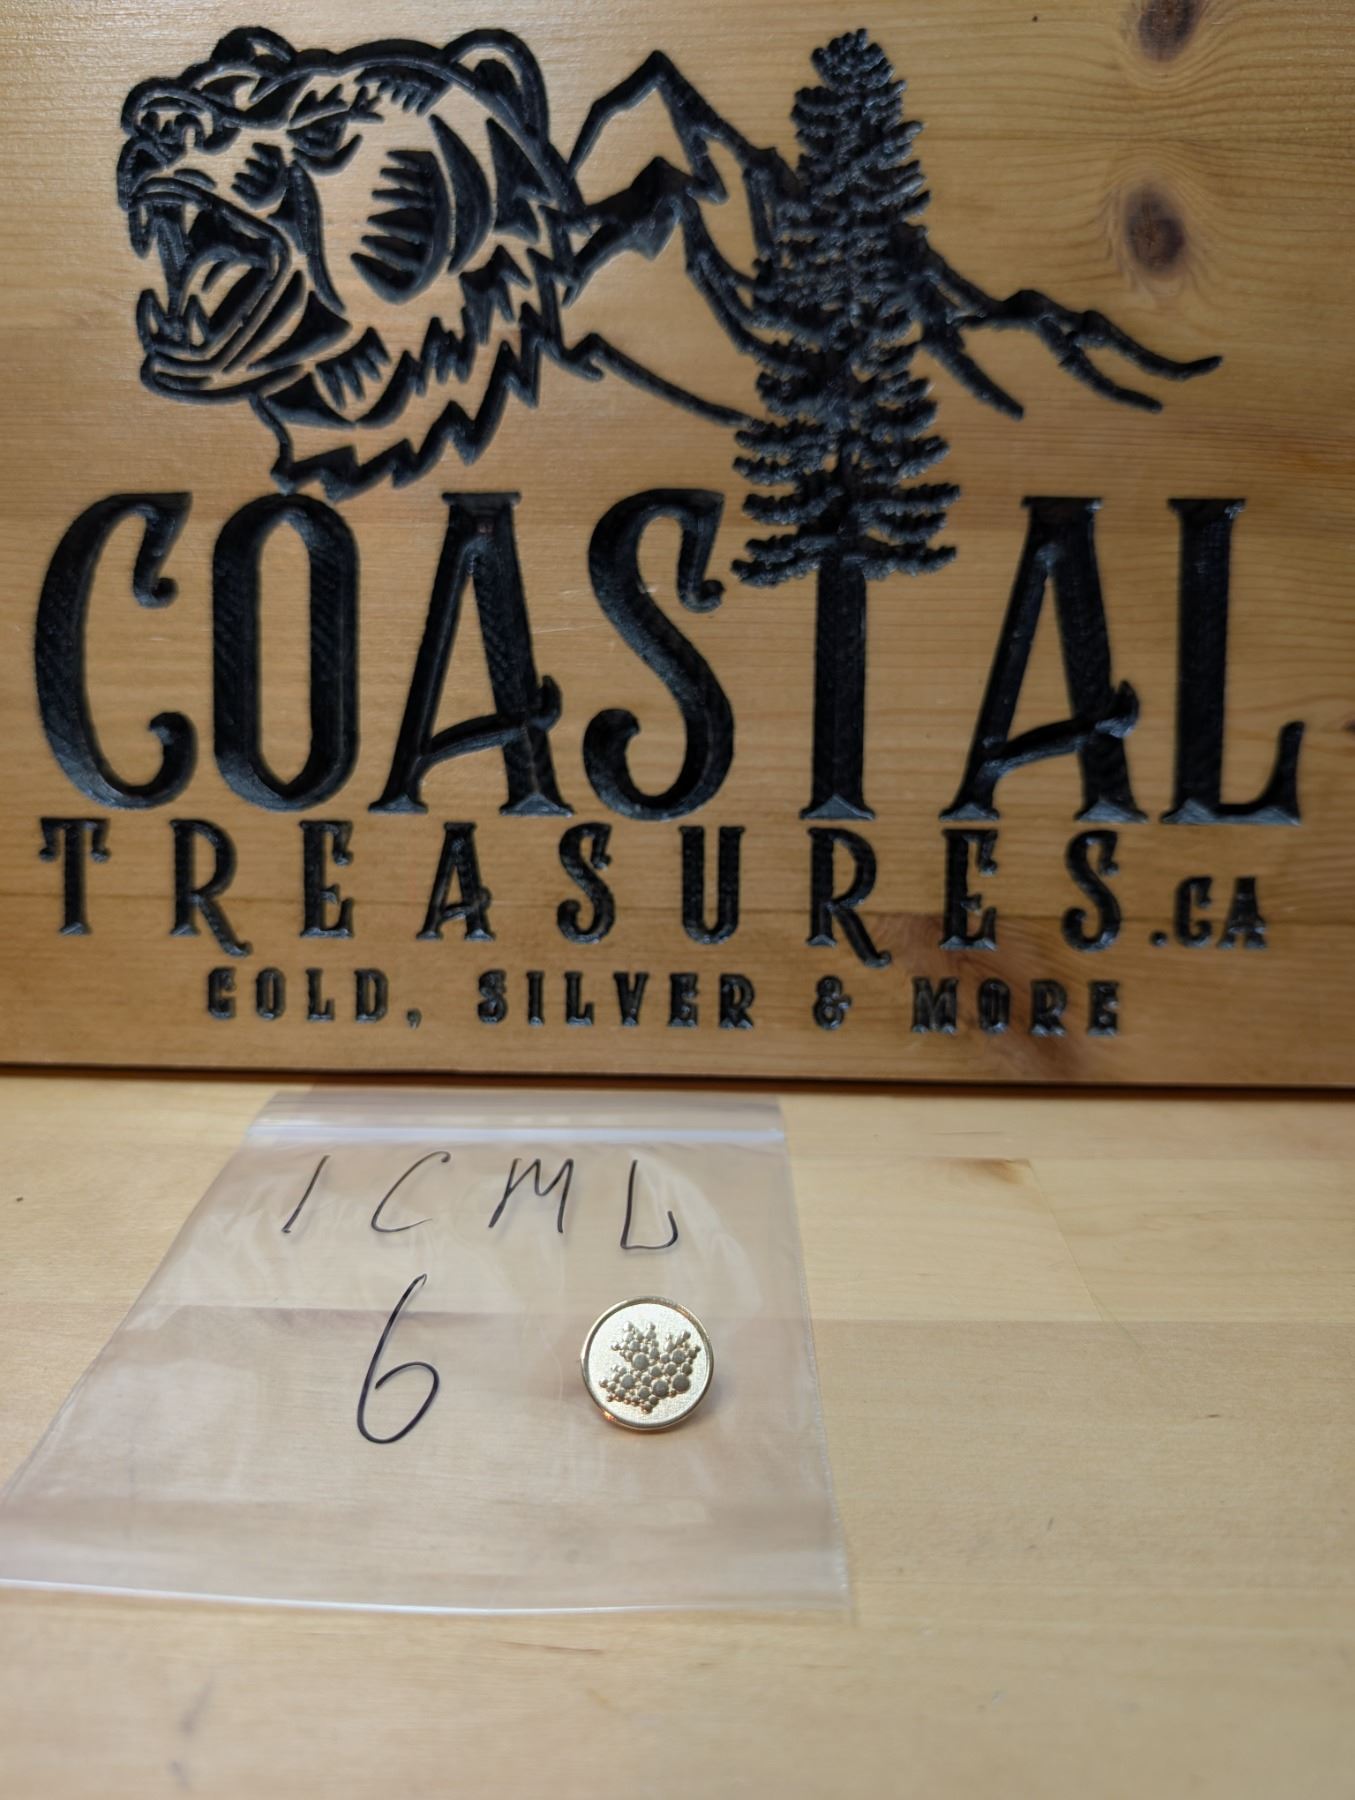 COASTAL
TREASURES.CA
GOLD, SILVER & MORE
1CML
6